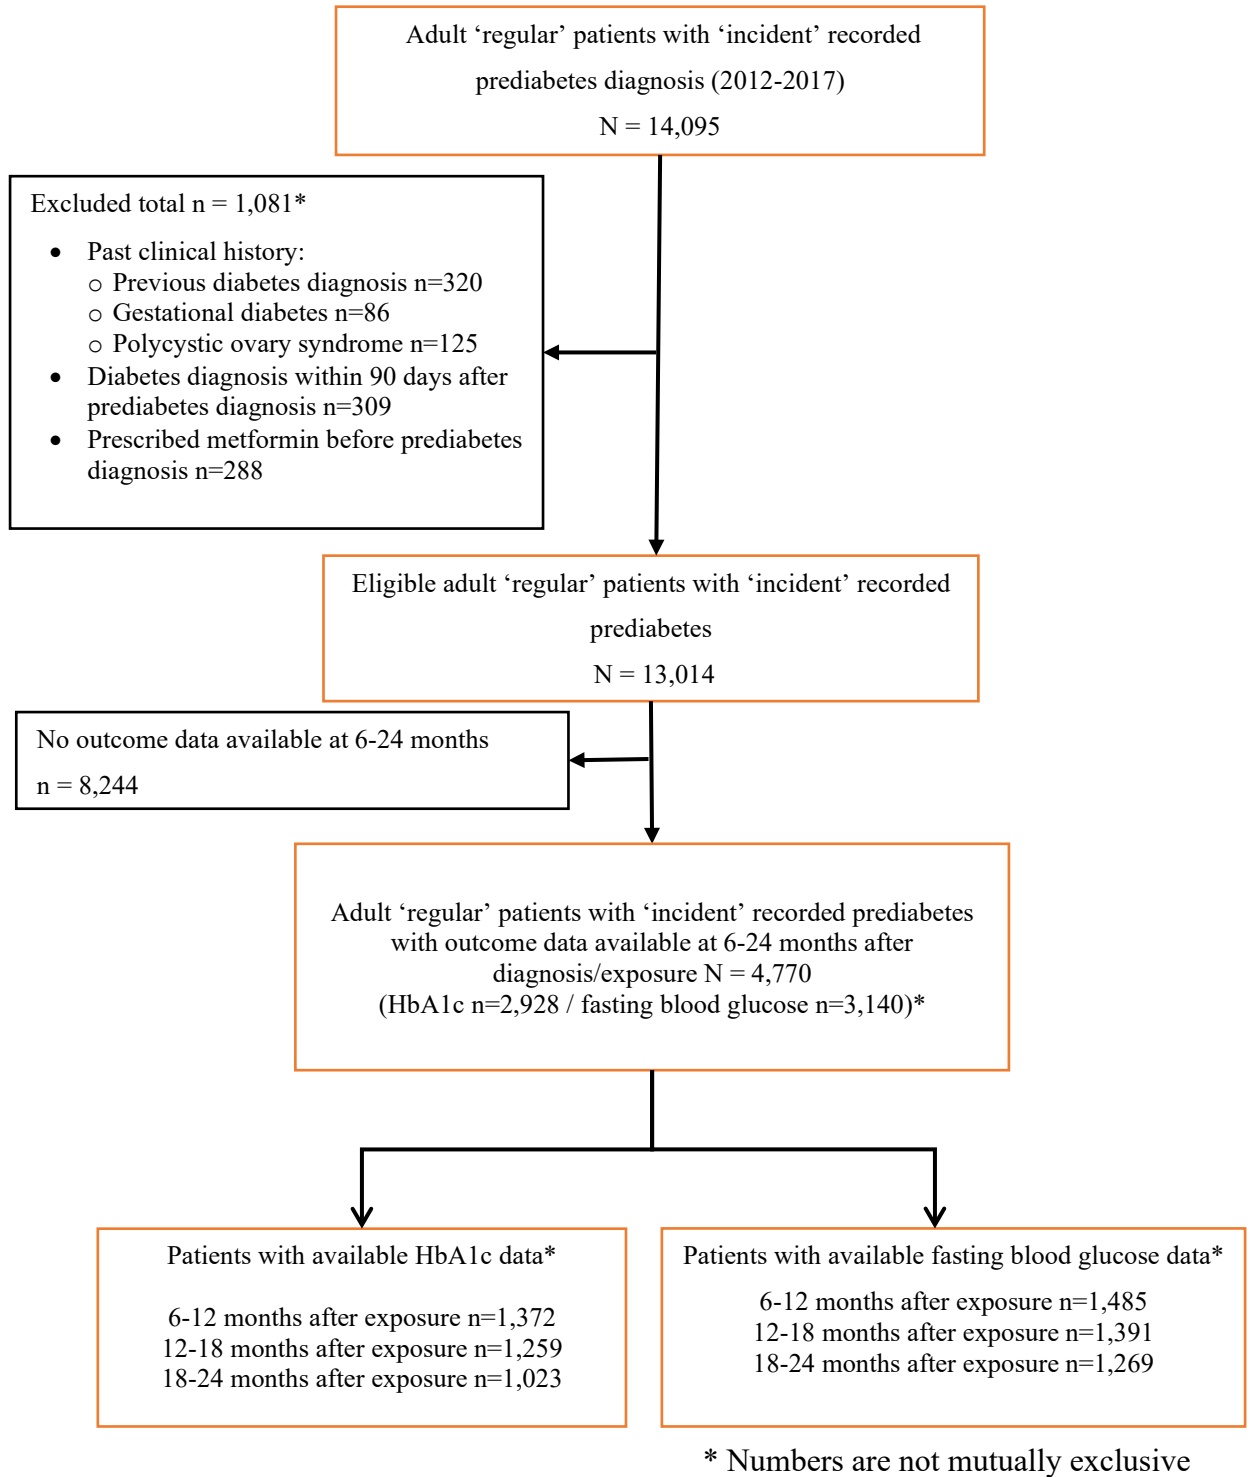 Adult ‘regular’ patients with ‘incident’ recorded
prediabetes diagnosis (2012-2017)
N = 14,095
Excluded total n = 1,081*
• Past clinical history:
o Previous diabetes diagnosis n=320
o Gestational diabetes n=86
o Polycystic ovary syndrome n=125
• Diabetes diagnosis within 90 days after
prediabetes diagnosis n=309
• Prescribed metformin before prediabetes
diagnosis n=288
Eligible adult ‘regular’ patients with ‘incident’ recorded
prediabetes
N = 13,014
No outcome data available at 6-24 months
n = 8,244
Adult ‘regular’ patients with ‘incident’ recorded prediabetes
with outcome data available at 6-24 months after
diagnosis/exposure N = 4,770
(HbA1c n=2,928 / fasting blood glucose n=3,140)*
Patients with available HbA1c data*
6-12 months after exposure n=1,372
12-18 months after exposure n=1,259
18-24 months after exposure n=1,023
Patients with available fasting blood glucose data*
6-12 months after exposure n=1,485
12-18 months after exposure n=1,391
18-24 months after exposure n=1,269
* Numbers are not mutually exclusive